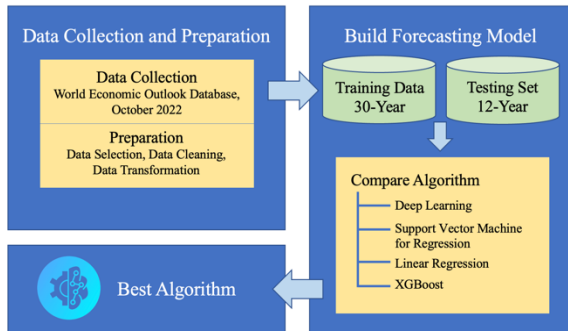 Data Collection and Preparation
Data Collection
World Economic Outlook Database,
October 2022
Preparation
Data Selection, Data Cleaning,
Data Transformation
Build Forecasting Model
Training Data
30-Year
Testing Set
12-Year
Compare Algorithm
Deep Learning
Support Vector Machine
for Regression
Linear Regression
XGBoost
Best Algorithm